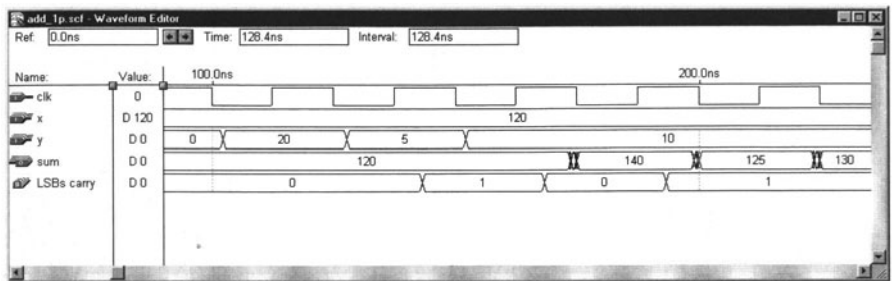 add_1p.scf - Waveform Editor
Ref: 0.0ns Time: 128.4ns Interval: 128.4ns
100.0ns 200.0ns
Name: Value:
clk 0
x D 120 120
y D 0 0 20 5 10
sum D 0 120 140 125 130
LSBs carry D 0 0 1 0 1